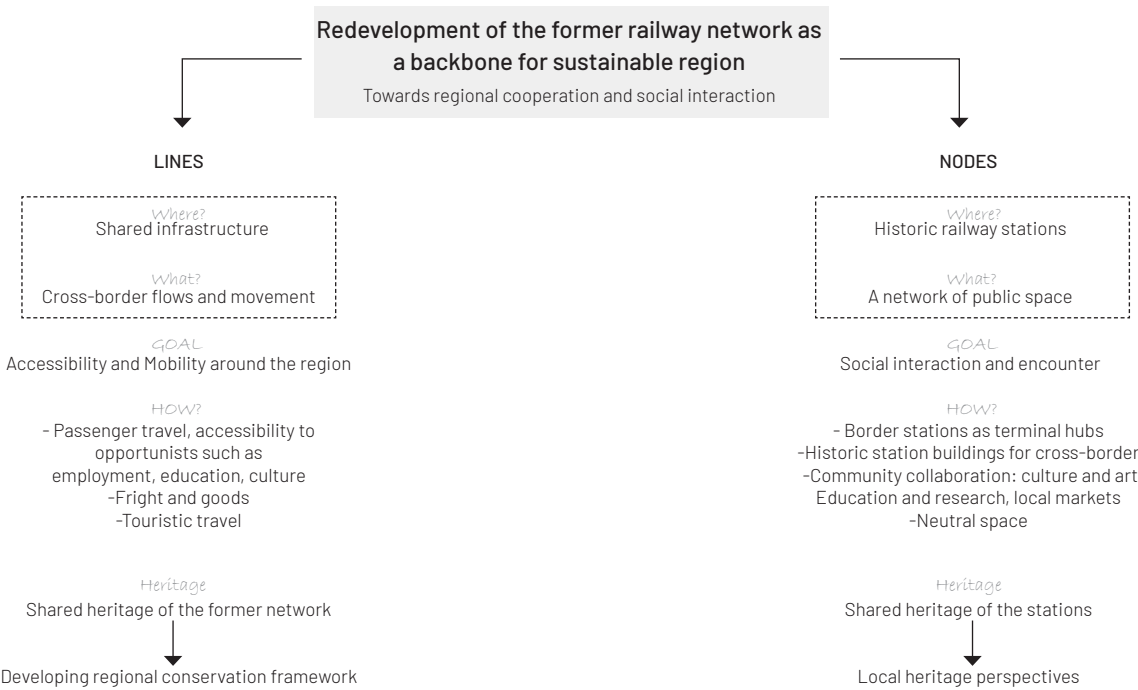 Redevelopment of the former railway network as
a backbone for sustainable region
Towards regional cooperation and social interaction
LINES
Where?
Shared infrastructure
What?
Cross-border flows and movement
GOAL
Accessibility and Mobility around the region
HOW?
- Passenger travel, accessibility to
opportunists such as
employment, education, culture
-Fright and goods
-Touristic travel
Heritage
Shared heritage of the former network
Developing regional conservation framework
NODES
Where?
Historic railway stations
What?
A network of public space
GOAL
Social interaction and encounter
HOW?
- Border stations as terminal hubs
-Historic station buildings for cross-border
-Community collaboration: culture and art
Education and research, local markets
-Neutral space
Heritage
Shared heritage of the stations
Local heritage perspectives